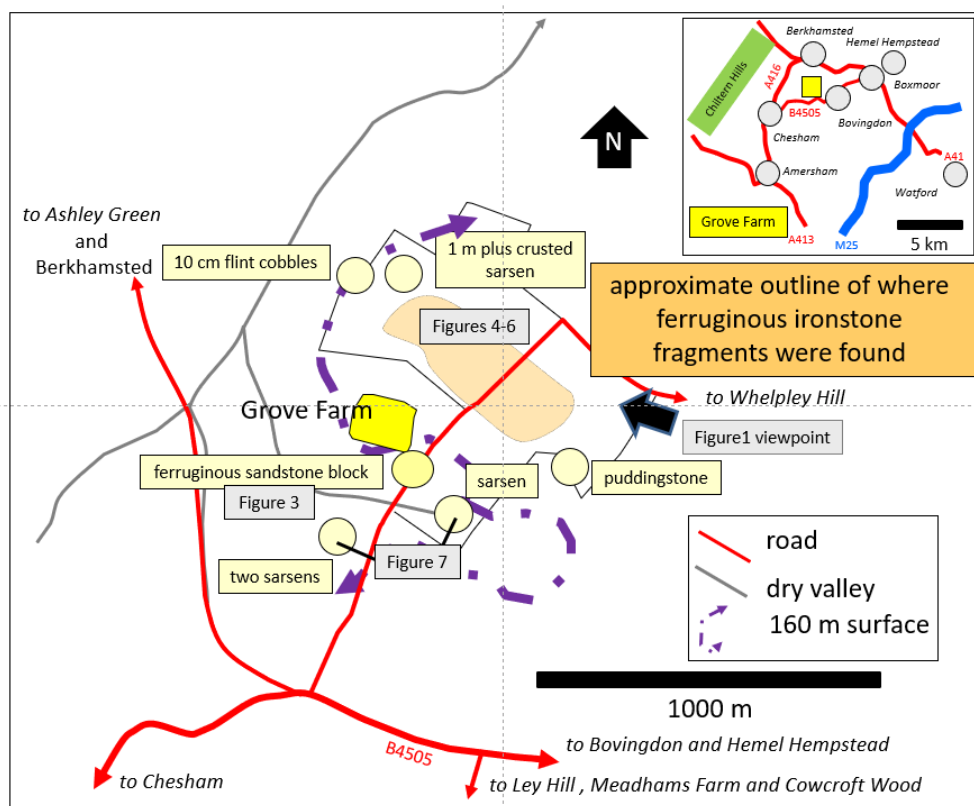 Berkhamsted
Hemel Hempstead
Chiltern Hills
A416
Boxmoor
B4505
Bovingdon
Chesham
A41
Amersham
Watford
Grove Farm
A413
M25
5 km
N
to Ashley Green
and
Berkhamsted
10 cm flint cobbles
1 m plus crusted
sarsen
Figures 4-6
approximate outline of where
ferruginous ironstone
fragments were found
to Whelpley Hill
Grove Farm
Figure1 viewpoint
ferruginous sandstone block
sarsen
puddingstone
Figure 3
Figure 7
two sarsens
road
dry valley
160 m surface
1000 m
B4505
to Bovingdon and Hemel Hempstead
to Chesham
to Ley Hill , Meadhams Farm and Cowcroft Wood